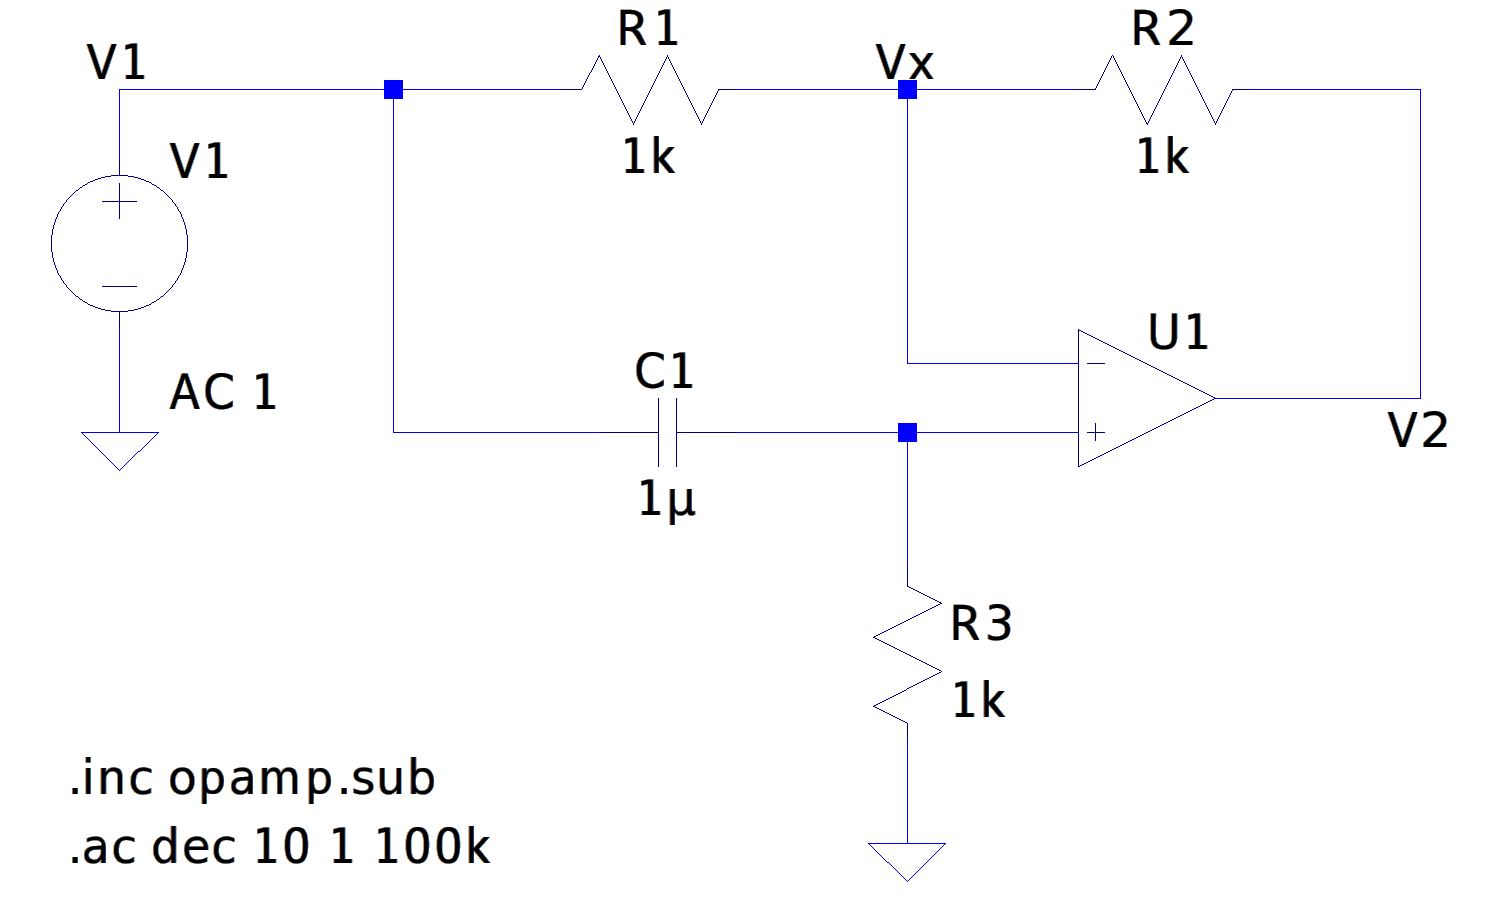 R1
R2
V1
Vx
1k
1k
V1
AC 1
U1
C1
V2
1µ
R3
1k
.inc opamp.sub
.ac dec 10 1 100k